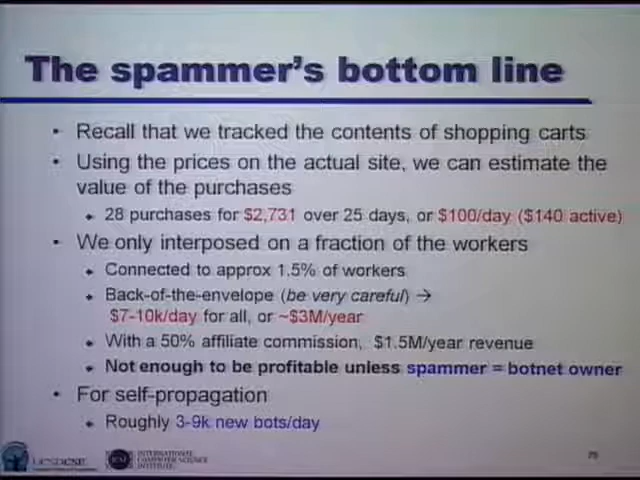 The spammer's bottom line
• Recall that we tracked the contents of shopping carts
• Using the prices on the actual site, we can estimate the
value of the purchases
28 purchases for $2,731 over 25 days, or $100/day ($140 active)
• We only interposed on a fraction of the workers
Connected to approx 1.5% of workers
Back-of-the-envelope (be very careful) →
$7-10k/day for all, or ~$3M/year
With a 50% affiliate commission, $1.5M/year revenue
Not enough to be profitable unless spammer = botnet owner
• For self-propagation
Roughly 3-9k new bots/day
INTERNATIONAL
COMPUTER SCIENCE
INSTITUTE